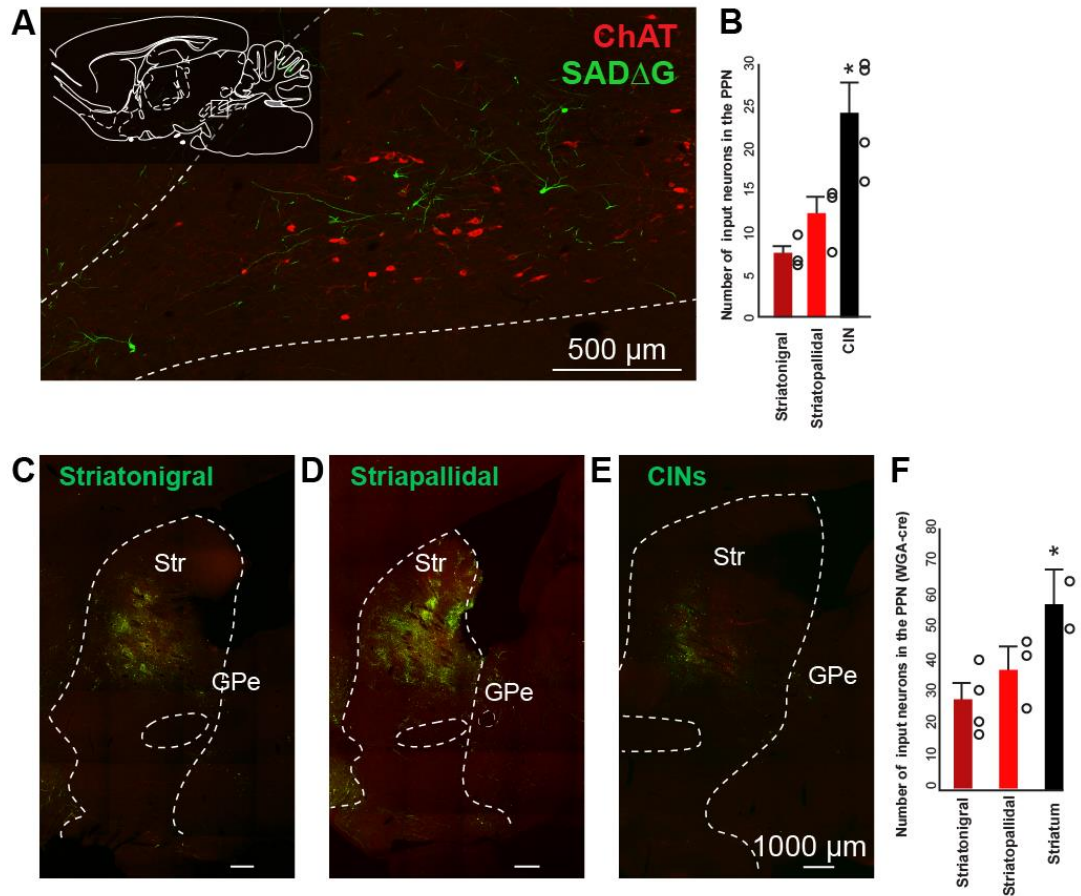 A
ChAT
SADΔG
500 µm
B
Number of input neurons in the PPN
30
25
20
15
10
5
0
*
Striatonigral
Striatopallidal
CIN
C
Striatonigral
Str
GPe
D
Striapallidal
Str
GPe
E
CINs
Str
GPe
1000 µm
F
Number of input neurons in the PPN (WGA-cre)
80
70
60
50
40
30
20
10
0
*
Striatonigral
Striatopallidal
Striatum